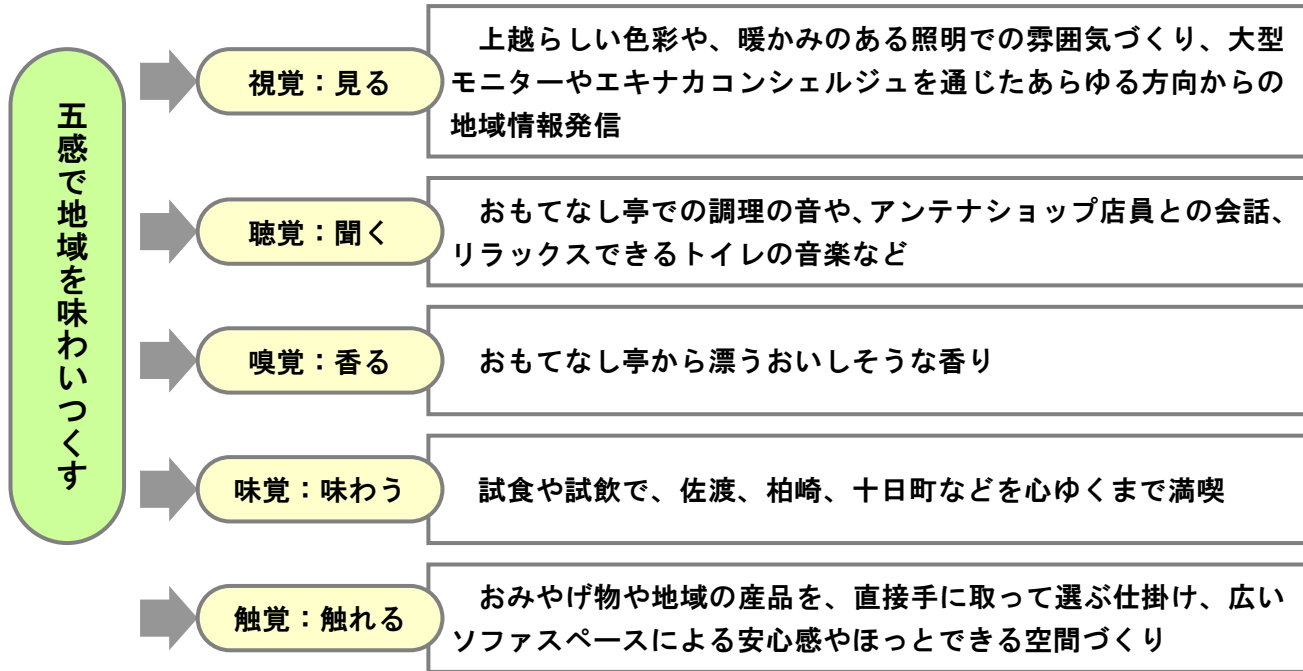 五感で地域を味わいつくす
視覚：見る
上越らしい色彩や、暖かみのある照明での雰囲気づくり、大型
モニターやエキナカコンシェルジュを通じたあらゆる方向からの
地域情報発信
聴覚：聞く
おもてなし亭での調理の音や、アンテナショップ店員との会話、
リラックスできるトイレの音楽など
嗅覚：香る
おもてなし亭から漂うおいしそうな香り
味覚：味わう
試食や試飲で、佐渡、柏崎、十日町などを心ゆくまで満喫
触覚：触れる
おみやげ物や地域の産品を、直接手に取って選ぶ仕掛け、広い
ソファスペースによる安心感やほっとできる空間づくり